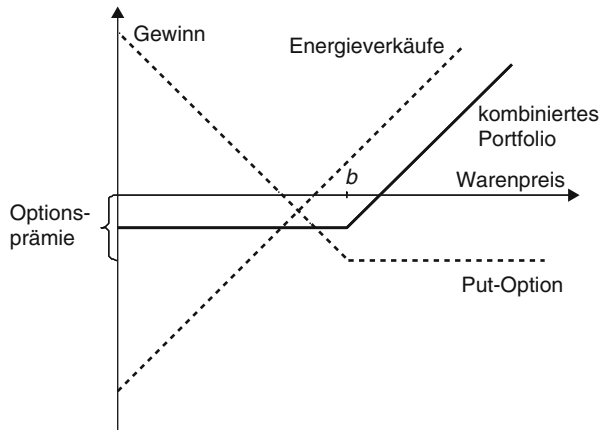 Gewinn
Energieverkäufe
kombiniertes
Portfolio
b
Warenpreis
Options-
prämie
Put-Option